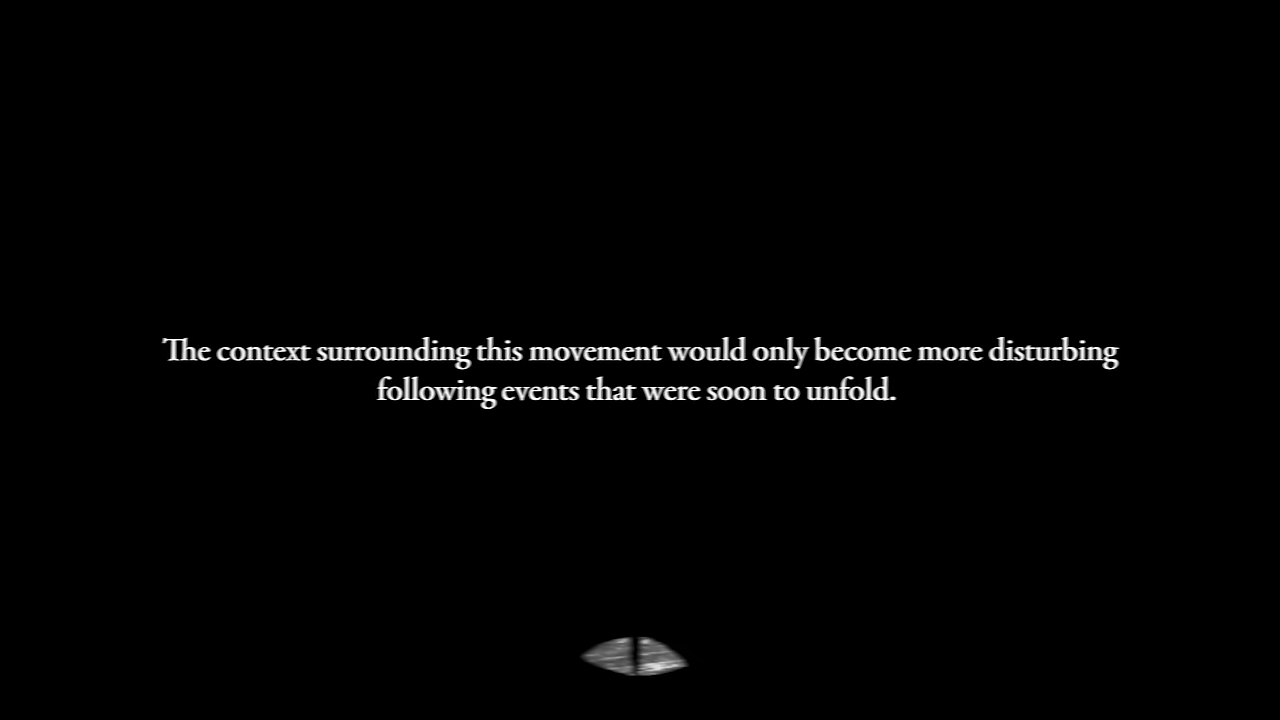 The context surrounding this movement would only become more disturbing
following events that were soon to unfold.